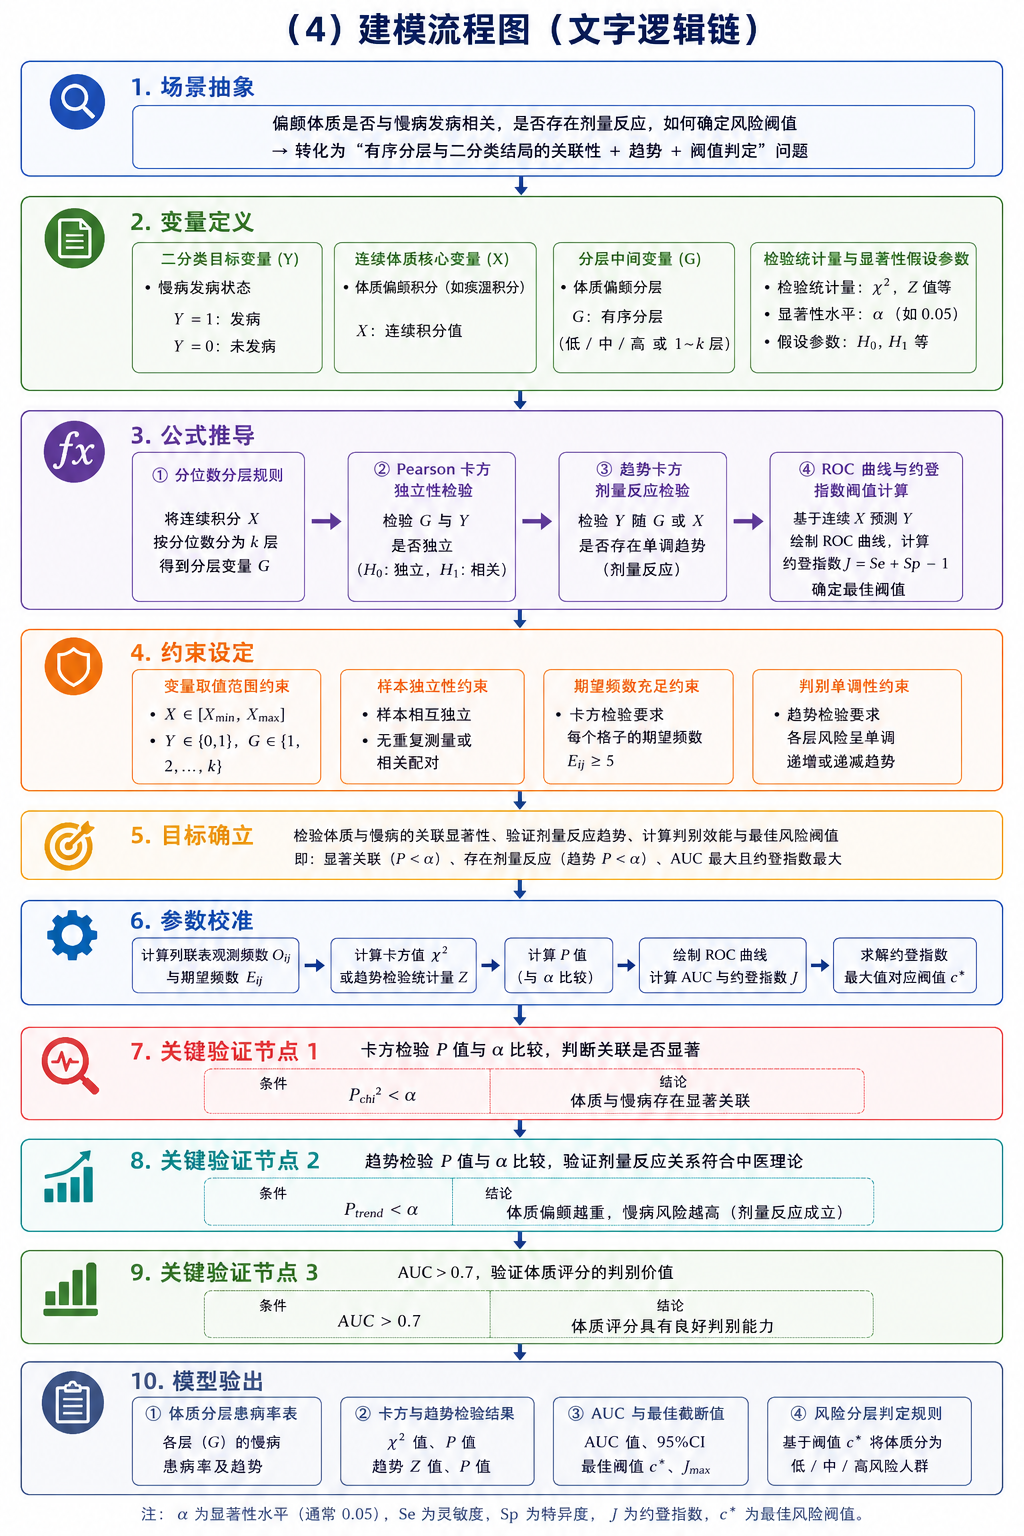 （4）建模流程图（文字逻辑链）
1. 场景抽象
偏颇体质是否与慢病发病相关，是否存在剂量反应，如何确定风险阀值
→ 转化为“有序分层与二分类结局的关联性 + 趋势 + 阀值判定”问题
2. 变量定义
二分类目标变量 (Y)
• 慢病发病状态
Y = 1：发病
Y = 0：未发病
连续体质核心变量 (X)
• 体质偏颇积分（如痰湿积分）
X：连续积分值
分层中间变量 (G)
• 体质偏颇分层
G：有序分层
（低 / 中 / 高 或 1~k 层）
检验统计量与显著性假设参数
• 检验统计量：χ²，Z 值等
• 显著性水平：α（如 0.05）
• 假设参数：H₀, H₁ 等
fx
3. 公式推导
① 分位数分层规则
将连续积分 X
按分位数分为 k 层
得到分层变量 G
② Pearson 卡方
独立性检验
检验 G 与 Y
是否独立
（H₀: 独立，H₁: 相关）
③ 趋势卡方
剂量反应检验
检验 Y 随 G 或 X
是否存在单调趋势
（剂量反应）
④ ROC 曲线与约登
指数阀值计算
基于连续 X 预测 Y
绘制 ROC 曲线，计算
约登指数 J = Se + Sp − 1
确定最佳阀值
4. 约束设定
变量取值范围约束
• X ∈ [Xmin, Xmax]
• Y ∈ {0,1}，G ∈ {1,
2,…, k}
样本独立性约束
• 样本相互独立
• 无重复测量或
相关配对
期望频数充足约束
• 卡方检验要求
每个格子的期望频数
Eij ≥ 5
判别单调性约束
• 趋势检验要求
各层风险呈单调
递增或递减趋势
5. 目标确立
检验体质与慢病的关联显著性、验证剂量反应趋势、计算判别效能与最佳风险阀值
即：显著关联（P < α）、存在剂量反应（趋势 P < α）、AUC 最大且约登指数最大
6. 参数校准
计算列联表观测频数 Oij
与期望频数 Eij
计算卡方值 χ²
或趋势检验统计量 Z
计算 P 值
（与 α 比较）
绘制 ROC 曲线
计算 AUC 与约登指数 J
求解约登指数
最大值对应阀值 c*
7. 关键验证节点 1
卡方检验 P 值与 α 比较，判断关联是否显著
条件
Pchi² < α
结论
体质与慢病存在显著关联
8. 关键验证节点 2
趋势检验 P 值与 α 比较，验证剂量反应关系符合中医理论
条件
Ptrend < α
结论
体质偏颇越重，慢病风险越高（剂量反应成立）
9. 关键验证节点 3
AUC > 0.7，验证体质评分的判别价值
条件
AUC > 0.7
结论
体质评分具有良好判别能力
10. 模型验出
① 体质分层患病率表
各层（G）的慢病
患病率及趋势
② 卡方与趋势检验结果
χ² 值、P 值
趋势 Z 值、P 值
③ AUC 与最佳截断值
AUC 值、95%CI
最佳阀值 c*、Jmax
④ 风险分层判定规则
基于阀值 c* 将体质分为
低 / 中 / 高风险人群
注： α 为显著性水平（通常 0.05），Se 为灵敏度，Sp 为特异度， J 为约登指数，c* 为最佳风险阀值。